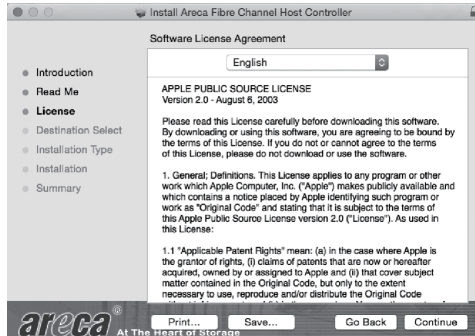 Install Areca Fibre Channel Host Controller
Software License Agreement
English
Introduction
Read Me
License
Destination Select
Installation Type
Installation
Summary
APPLE PUBLIC SOURCE LICENSE
Version 2.0 - August 6, 2003
Please read this License carefully before downloading this software.
By downloading or using this software, you are agreeing to be bound by
the terms of this License. If you do not or cannot agree to the terms
of this License, please do not download or use the software.
1. General; Definitions. This License applies to any program or other
work which Apple Computer, Inc. ("Apple") makes publicly available and
which contains a notice placed by Apple identifying such program or
work as "Original Code" and stating that it is subject to the terms of
this Apple Public Source License version 2.0 ("License"). As used in
this License:
1.1 "Applicable Patent Rights" mean: (a) in the case where Apple is
the grantor of rights, (i) claims of patents that are now or hereafter
acquired, owned by or assigned to Apple and (ii) that cover subject
matter contained in the Original Code, but only to the extent
necessary to use, reproduce and/or distribute the Original Code
areca®
At The Heart of Storage
Print...
Save...
Go Back
Continue